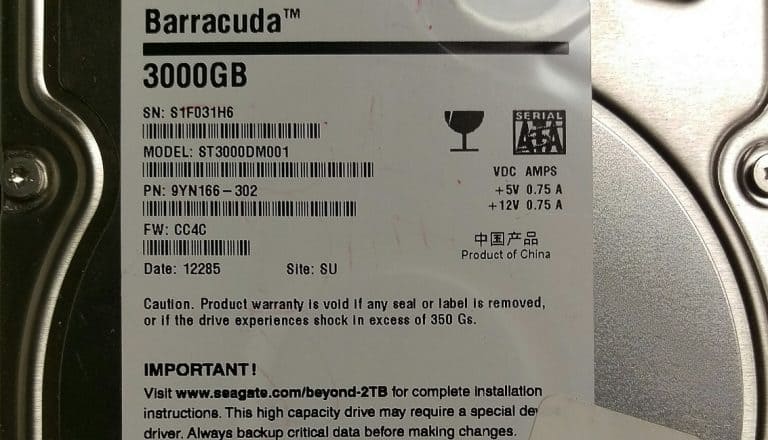 Barracuda™
3000GB
SN: S1F031H6
MODEL: ST3000DM001
PN: 9YN166-302
FW: CC4C
Date: 12285 Site: SU
SERIAL
ATA
VDC AMPS
+5V 0.75 A
+12V 0.75 A
中国产品
Product of China
Caution. Product warranty is void if any seal or label is removed,
or if the drive experiences shock in excess of 350 Gs.
IMPORTANT!
Visit www.seagate.com/beyond-2TB for complete installation
instructions. This high capacity drive may require a special
driver. Always backup critical data before making changes.